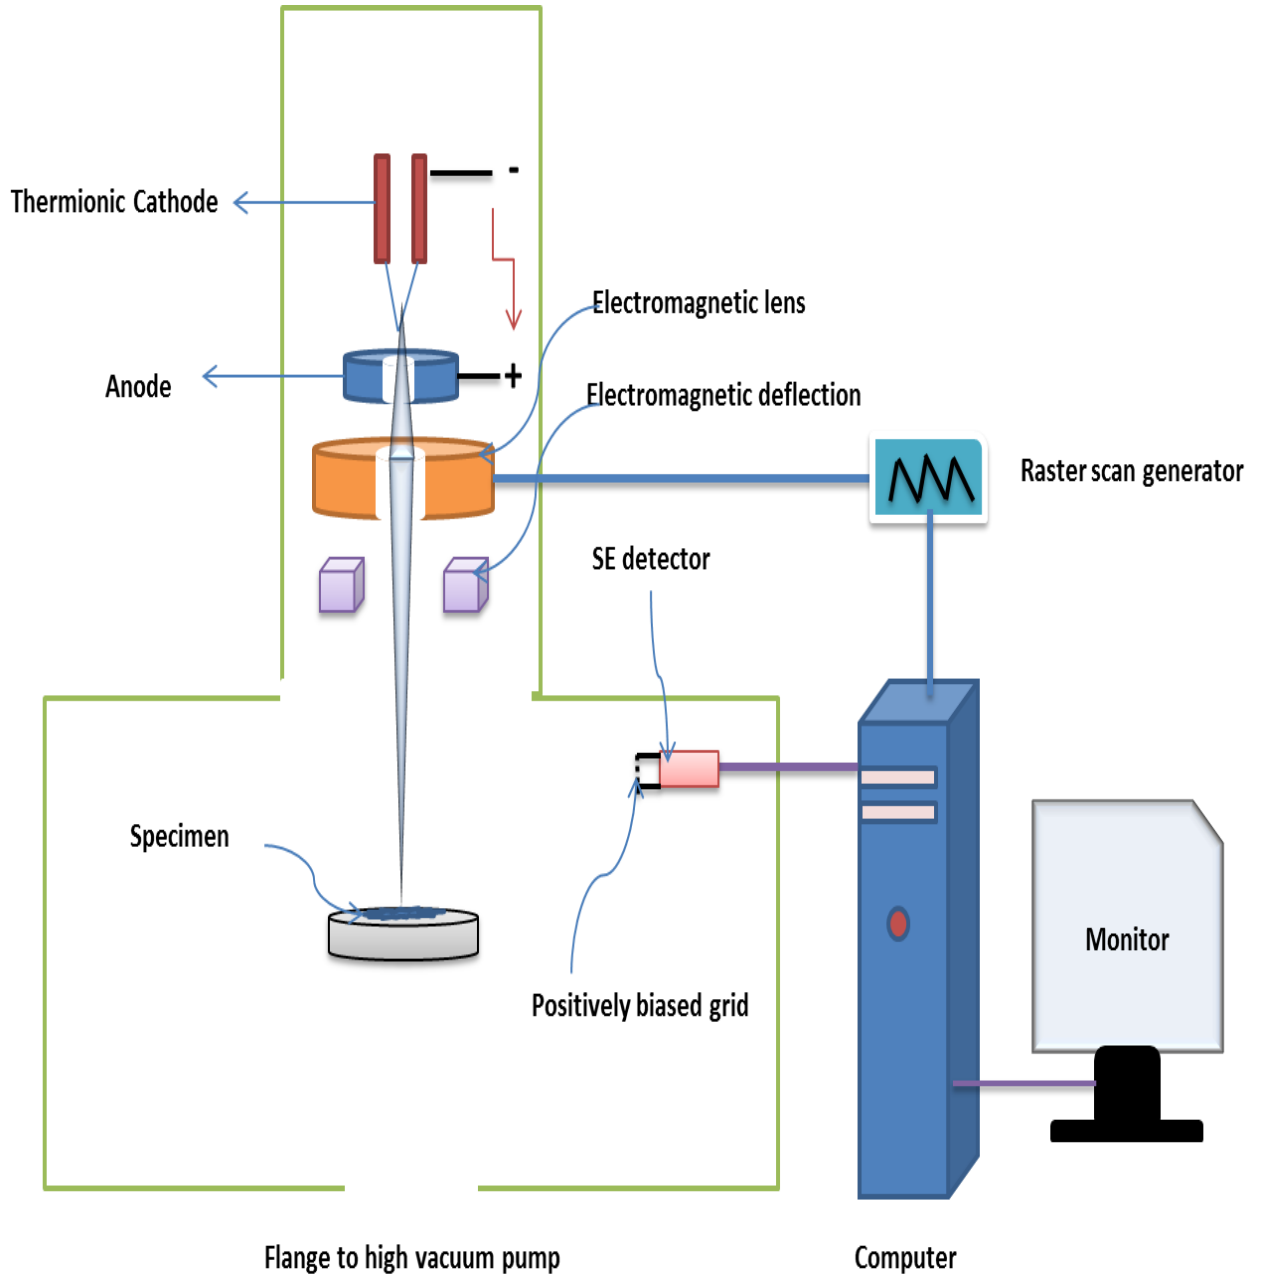 -
Thermionic Cathode
Electromagnetic lens
Anode
+
Electromagnetic deflection
Raster scan generator
SE detector
Specimen
Monitor
Positively biased grid
Flange to high vacuum pump
Computer